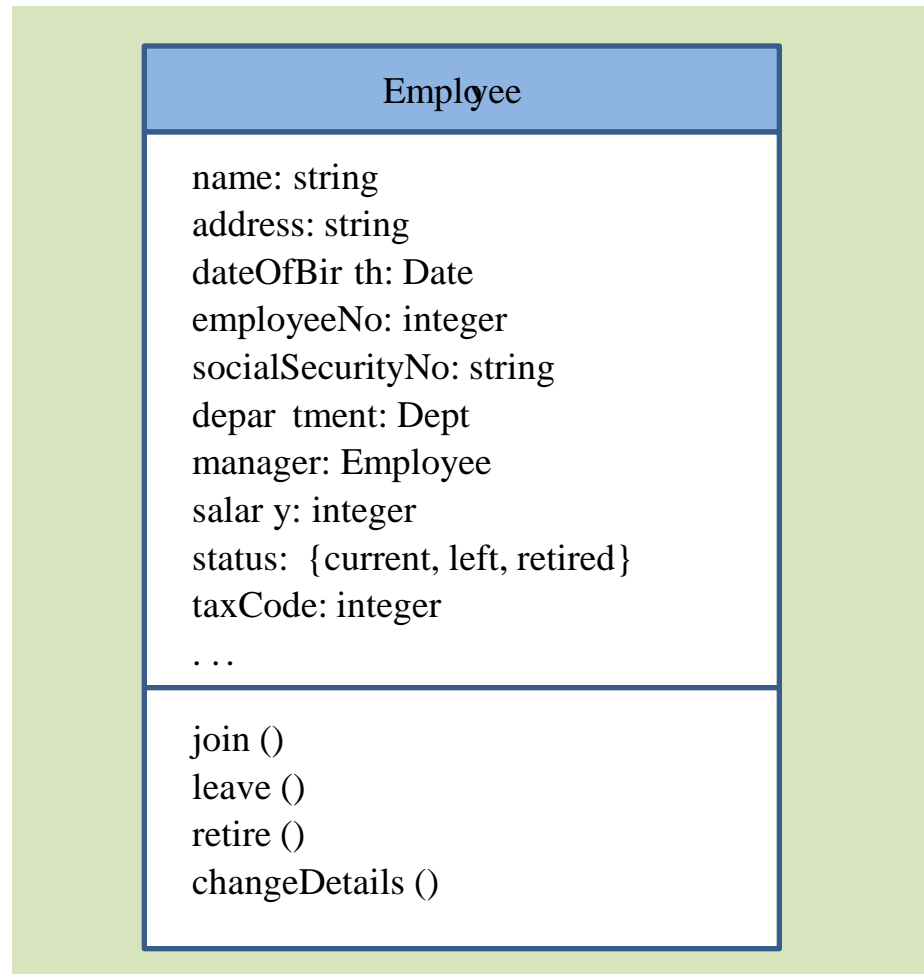 Employee
name: string
address: string
dateOfBir th: Date
employeeNo: integer
socialSecurityNo: string
depar tment: Dept
manager: Employee
salar y: integer
status: {current, left, retired}
taxCode: integer
. . .
join ()
leave ()
retire ()
changeDetails ()